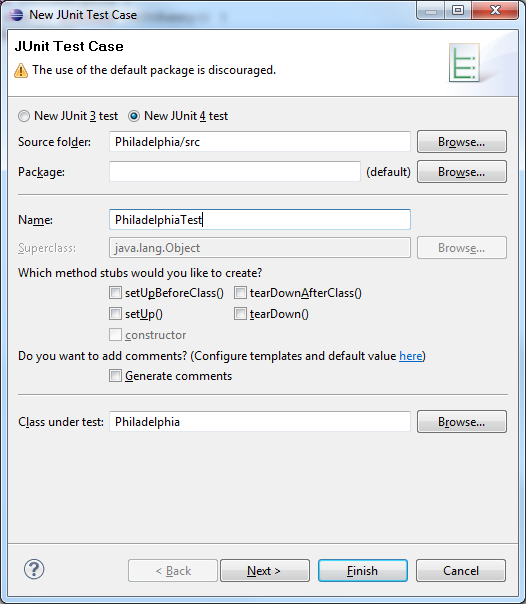 New JUnit Test Case
JUnit Test Case
The use of the default package is discouraged.
New JUnit 3 test New JUnit 4 test
Source folder: Philadelphia/src Browse...
Package: (default) Browse...
Name: PhiladelphiaTest
Superclass: java.lang.Object Browse...
Which method stubs would you like to create?
setUpBeforeClass() tearDownAfterClass()
setUp() tearDown()
constructor
Do you want to add comments? (Configure templates and default value here)
Generate comments
Class under test: Philadelphia Browse...
? < Back Next > Finish Cancel